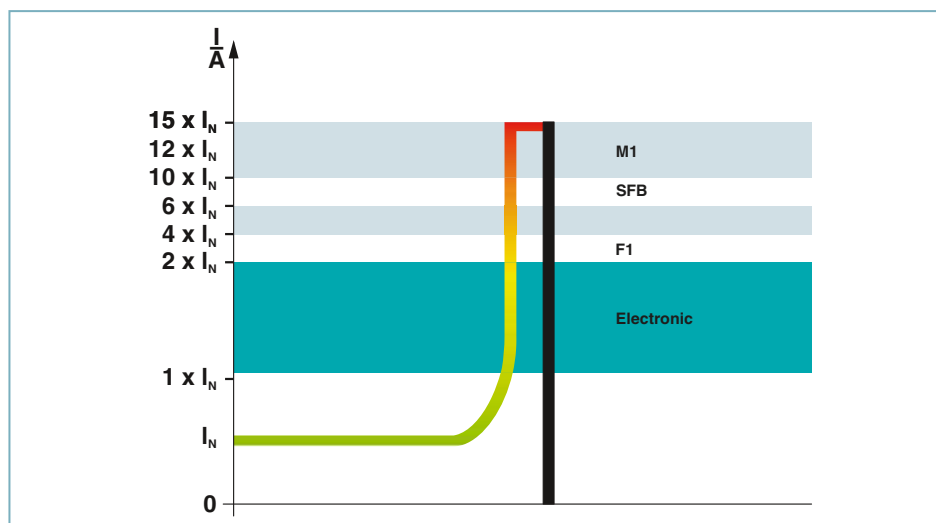 I
A
15 x IN
12 x IN
M1
10 x IN
SFB
6 x IN
4 x IN
F1
2 x IN
Electronic
1 x IN
IN
0